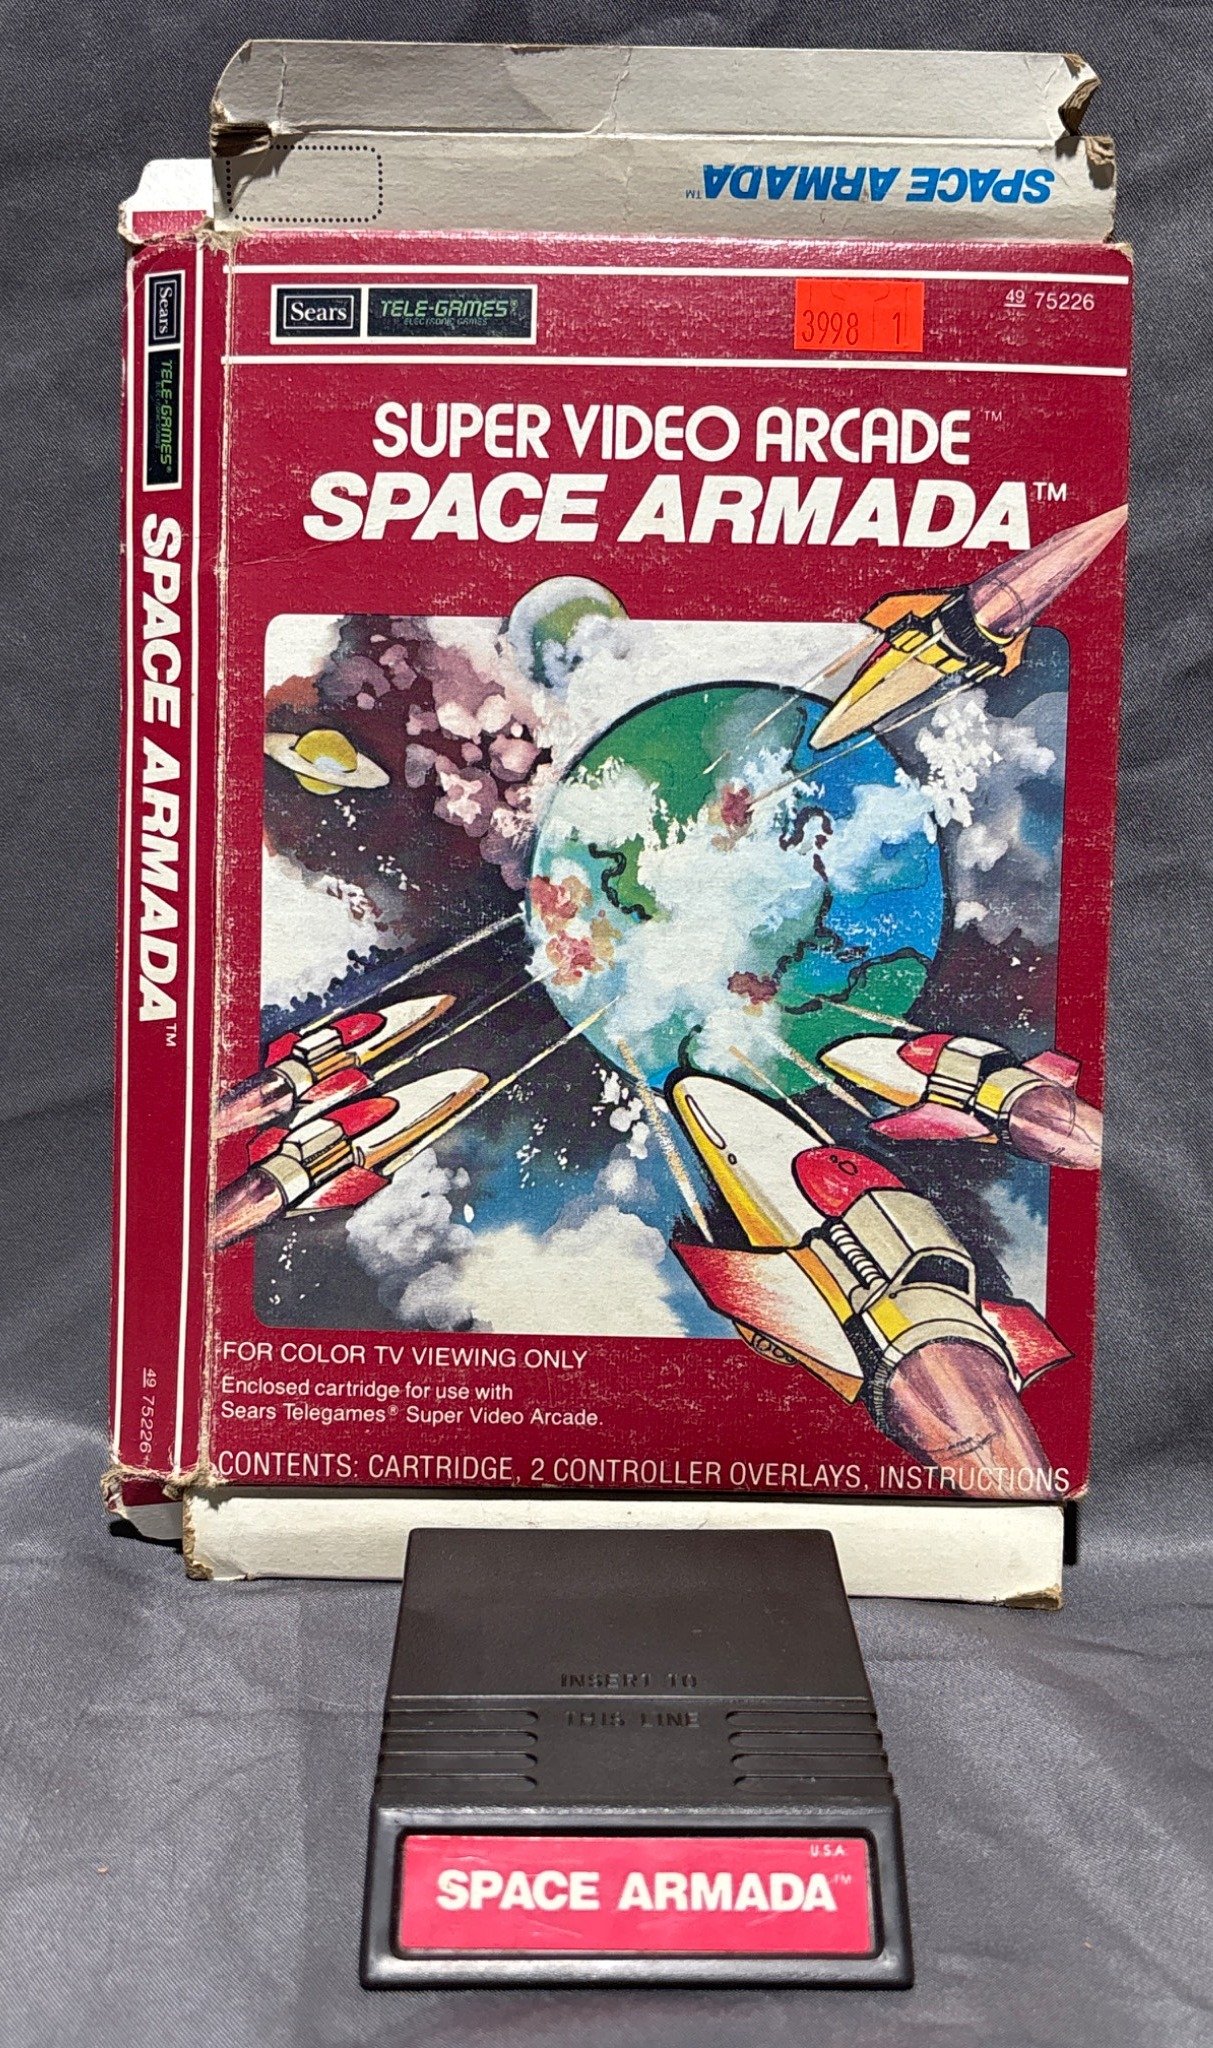 SPACE ARMADA™
Sears
TELE-GAMES®
ELECTRONIC GAMES
3998 1
49 75226
SUPER VIDEO ARCADE™
SPACE ARMADA™
FOR COLOR TV VIEWING ONLY
Enclosed cartridge for use with
Sears Telegames® Super Video Arcade.
CONTENTS: CARTRIDGE, 2 CONTROLLER OVERLAYS, INSTRUCTIONS
Sears
TELE-GAMES®
ELECTRONIC GAMES
SPACE ARMADA™
49 75226
INSERT TO
THIS LINE
U.S.A.
SPACE ARMADA™